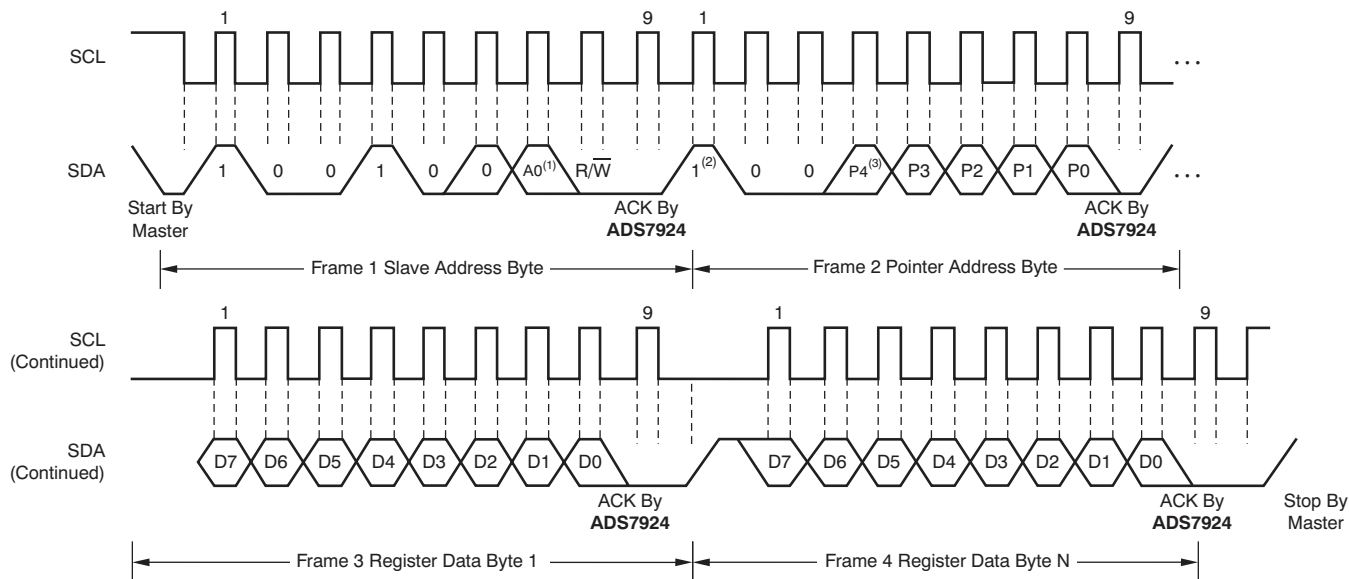 1 9 1 9
SCL ...
SDA 1 0 0 1 0 0 A0(1) R/W̅ 1(2) 0 0 P4(3) P3 P2 P1 P0 ...
Start By
Master
ACK By
ADS7924
ACK By
ADS7924
Frame 1 Slave Address Byte
Frame 2 Pointer Address Byte
1 9 1 9
SCL
(Continued)
SDA
(Continued)
D7 D6 D5 D4 D3 D2 D1 D0 D7 D6 D5 D4 D3 D2 D1 D0
ACK By
ADS7924
ACK By
ADS7924
Stop By
Master
Frame 3 Register Data Byte 1
Frame 4 Register Data Byte N